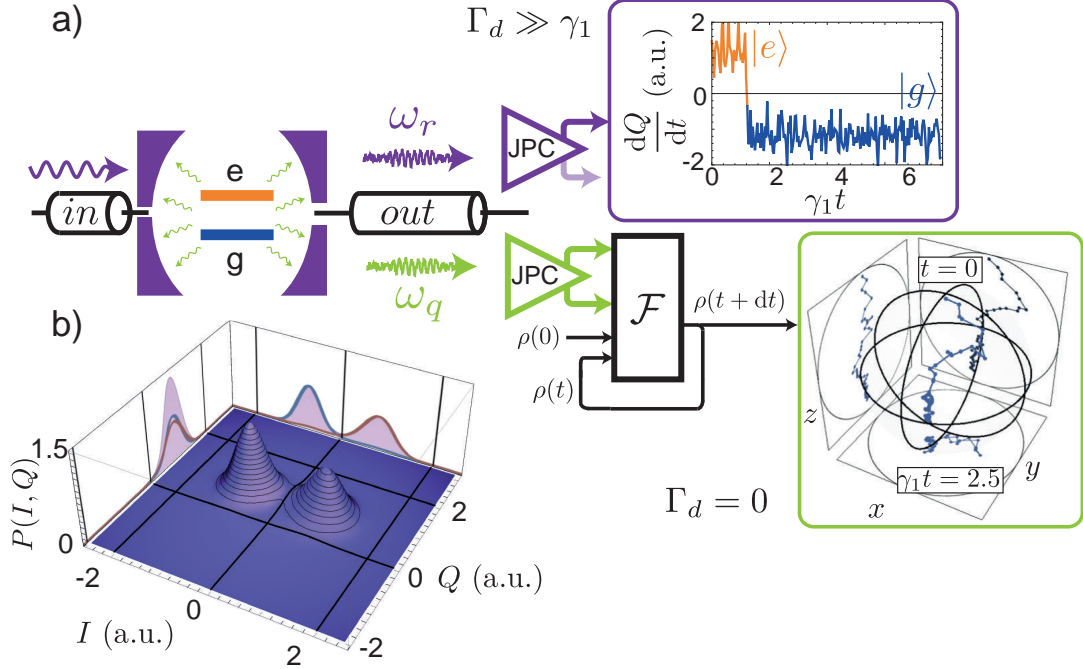 a)
Γ_d ≫ γ_1
dQ/dt (a.u.)
2
0
-2
|e⟩
|g⟩
0 2 4 6
γ_1 t
ω_r
JPC
in
e
g
out
ω_q
JPC
F
ρ(0)
ρ(t)
ρ(t + dt)
t = 0
z
γ_1 t = 2.5
x
y
Γ_d = 0
b)
1.5
P(I, Q)
0
-2
0
2
I (a.u.)
2
0
-2
Q (a.u.)